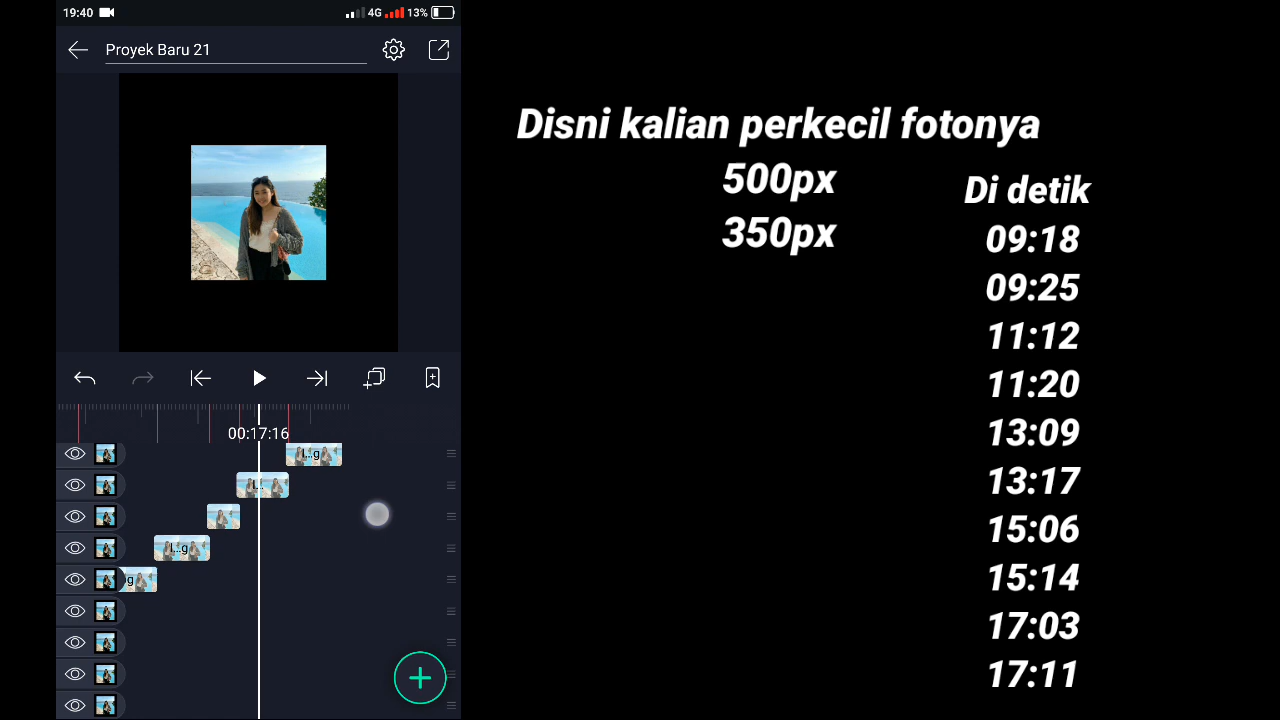 19:40
4G
13%
Proyek Baru 21
00:17:16
l...g
l...
l...g
g
Disni kalian perkecil fotonya
500px
350px
Di detik
09:18
09:25
11:12
11:20
13:09
13:17
15:06
15:14
17:03
17:11